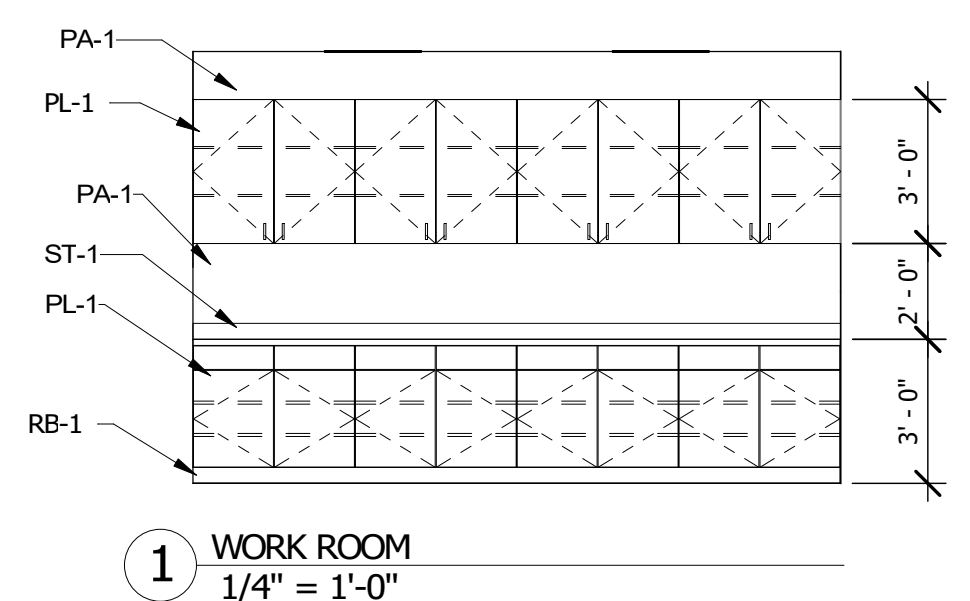 PA-1
PL-1
PA-1
ST-1
PL-1
RB-1
3' - 0"
2' - 0"
3' - 0"
1
WORK ROOM
1/4" = 1'-0"